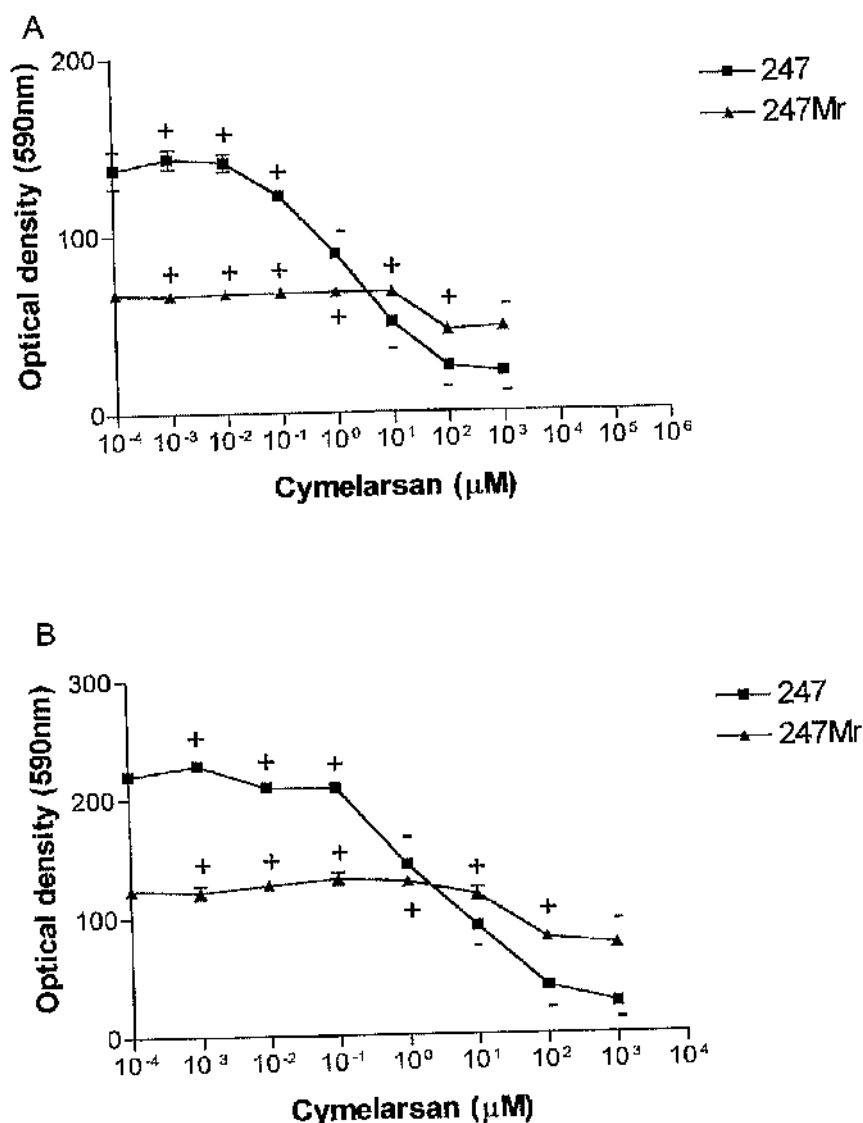 A
200
100
0
Optical density (590nm)
247
247Mr
+ + + + -
+ + + + + -
+ - - -
10⁻⁴ 10⁻³ 10⁻² 10⁻¹ 10⁰ 10¹ 10² 10³ 10⁴ 10⁵ 10⁶
Cymelarsan (μM)
B
300
200
100
0
Optical density (590nm)
247
247Mr
+ + + -
+ + + + + -
+ - - -
10⁻⁴ 10³ 10⁻² 10⁻¹ 10⁰ 10¹ 10² 10³ 10⁴
Cymelarsan (μM)